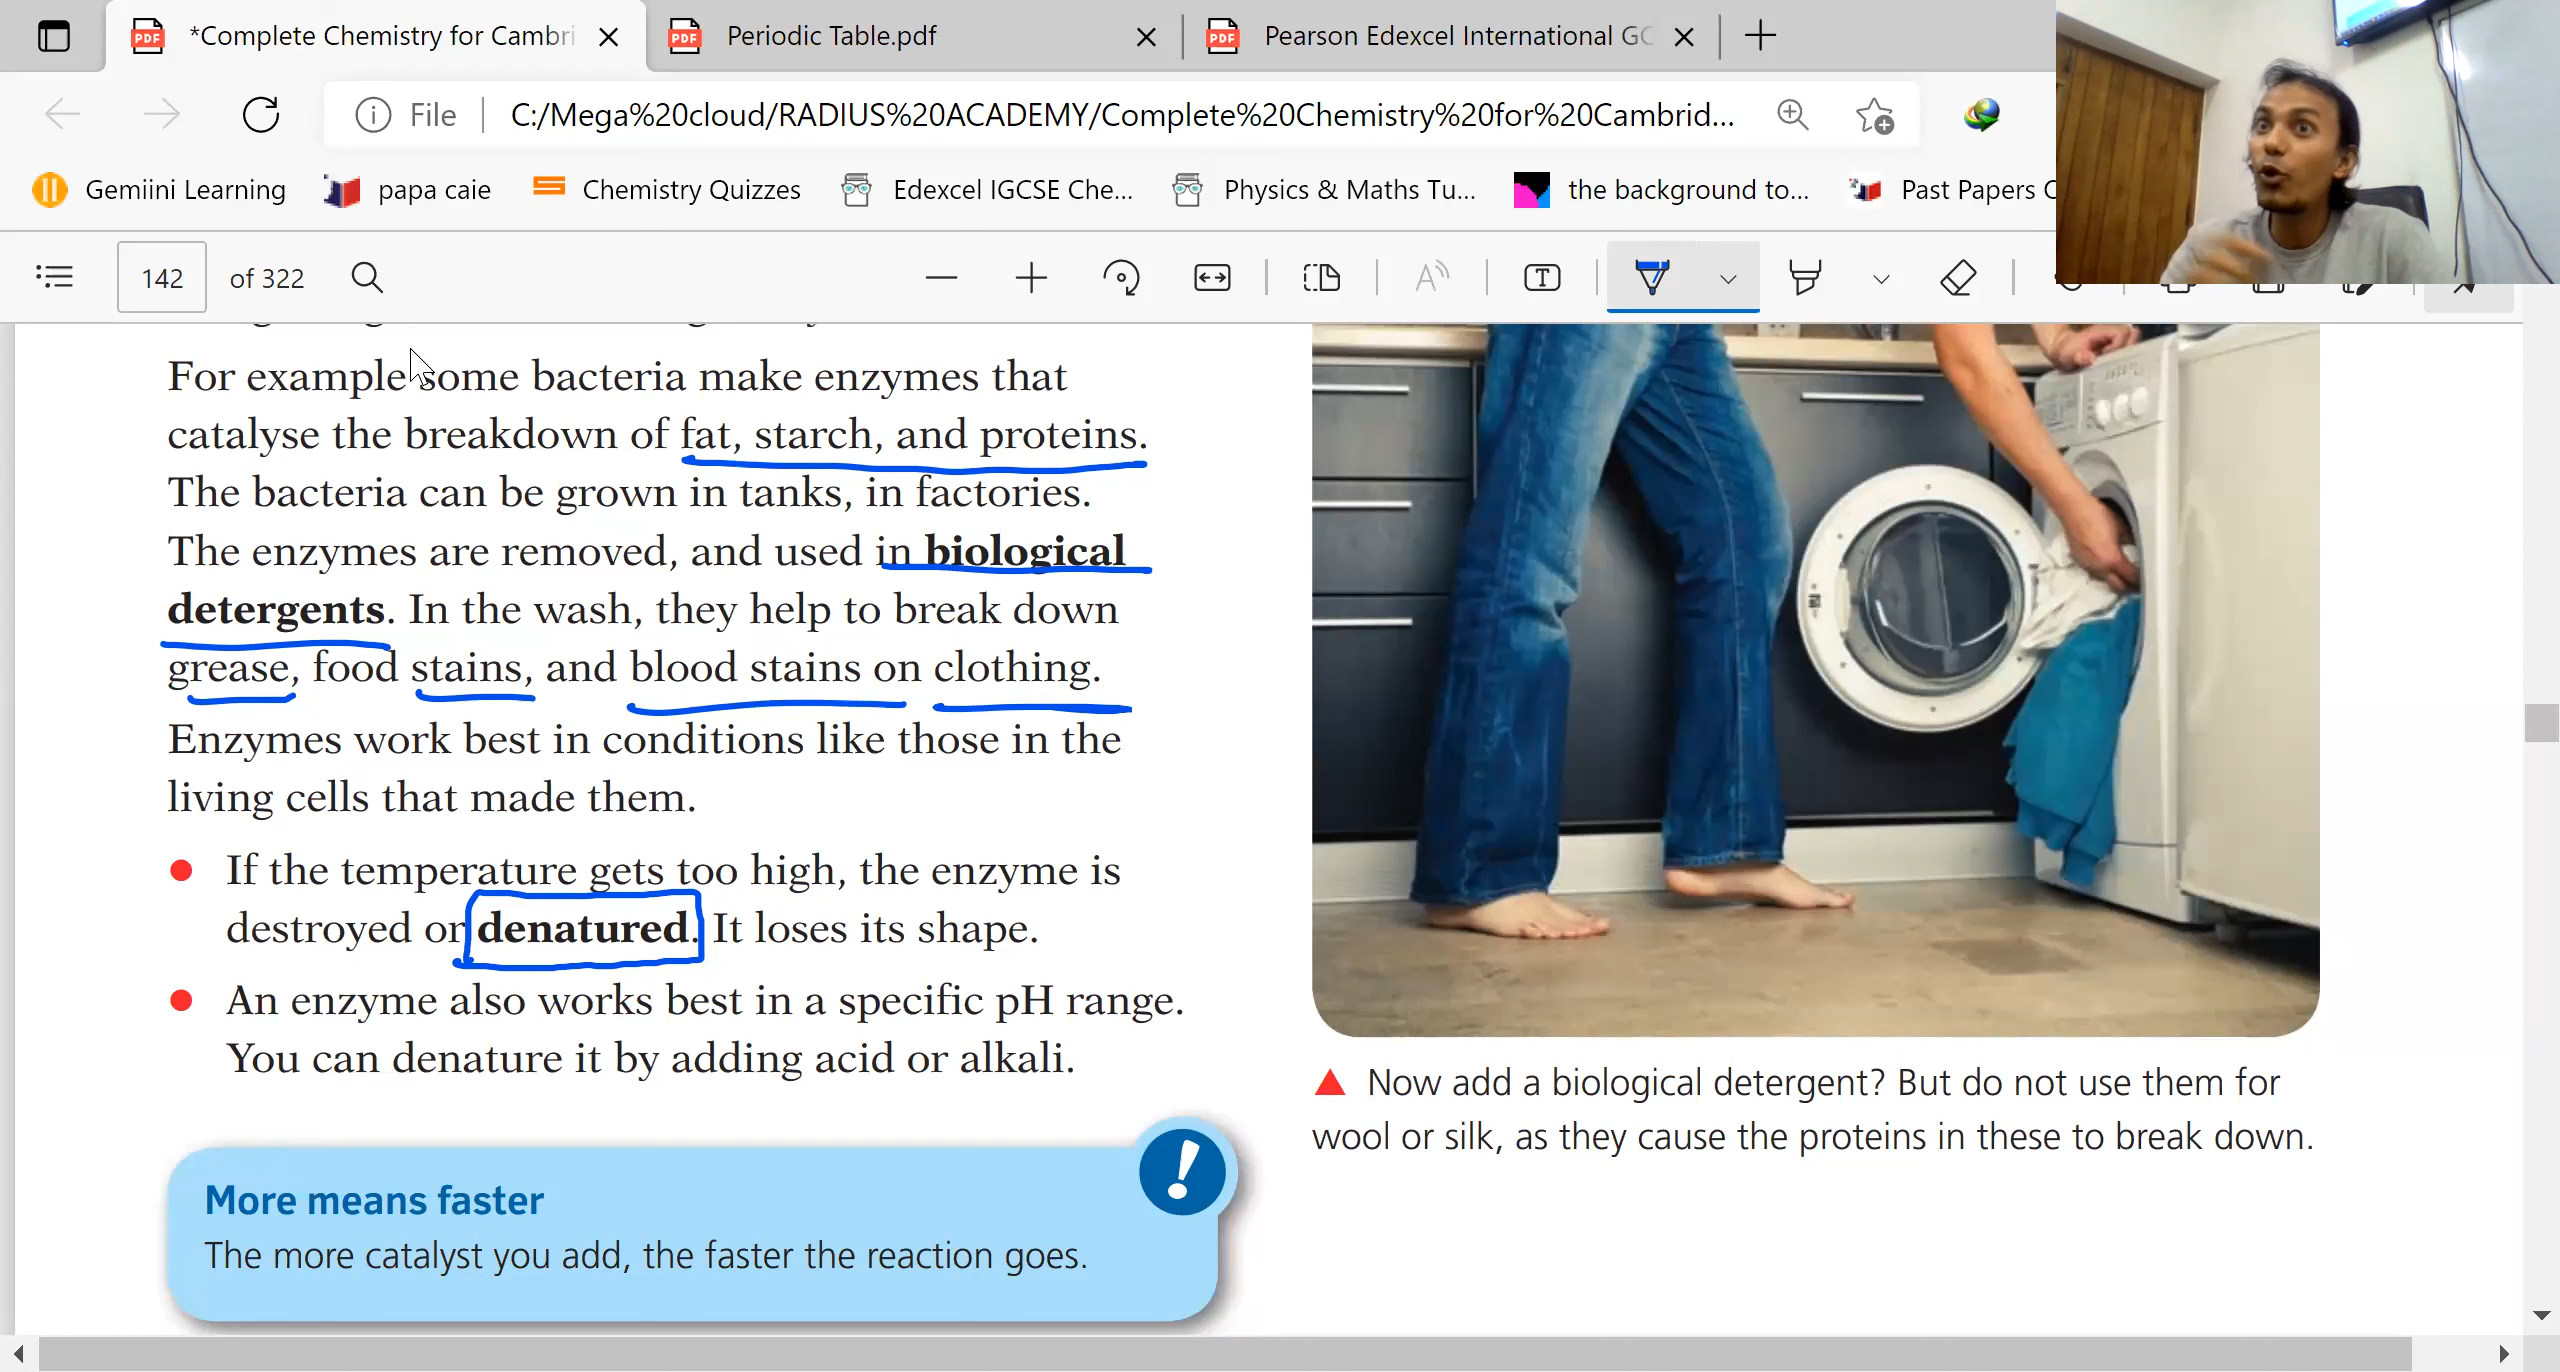 *Complete Chemistry for Cambri
Periodic Table.pdf
Pearson Edexcel International GC
File
C:/Mega%20cloud/RADIUS%20ACADEMY/Complete%20Chemistry%20for%20Cambrid...
Gemiini Learning
papa caie
Chemistry Quizzes
Edexcel IGCSE Che...
Physics & Maths Tu...
the background to...
Past Papers
142 of 322
For example some bacteria make enzymes that
catalyse the breakdown of fat, starch, and proteins.
The bacteria can be grown in tanks, in factories.
The enzymes are removed, and used in biological
detergents. In the wash, they help to break down
grease, food stains, and blood stains on clothing.
Enzymes work best in conditions like those in the
living cells that made them.
If the temperature gets too high, the enzyme is
destroyed or denatured. It loses its shape.
An enzyme also works best in a specific pH range.
You can denature it by adding acid or alkali.
Now add a biological detergent? But do not use them for
wool or silk, as they cause the proteins in these to break down.
More means faster
The more catalyst you add, the faster the reaction goes.